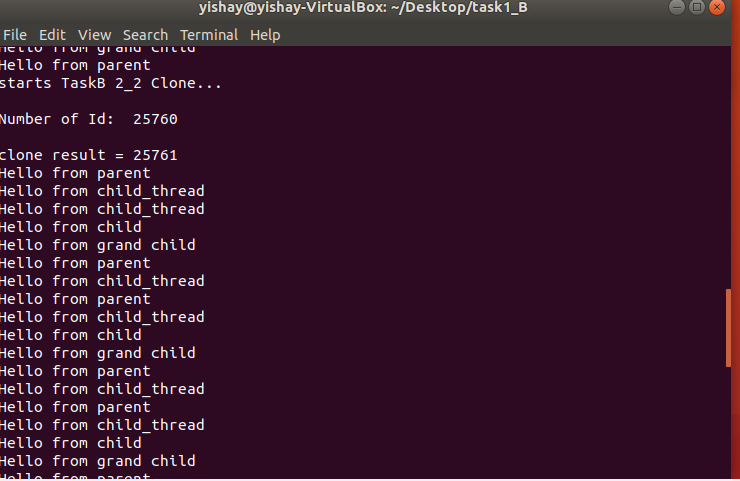 yishay@yishay-VirtualBox: ~/Desktop/task1_B
File Edit View Search Terminal Help
Hello from grand child
Hello from parent
starts TaskB 2_2 Clone...
Number of Id:  25760
clone result = 25761
Hello from parent
Hello from child_thread
Hello from child_thread
Hello from child
Hello from grand child
Hello from parent
Hello from child_thread
Hello from parent
Hello from child_thread
Hello from child
Hello from grand child
Hello from parent
Hello from child_thread
Hello from parent
Hello from child_thread
Hello from child
Hello from grand child
Hello from parent